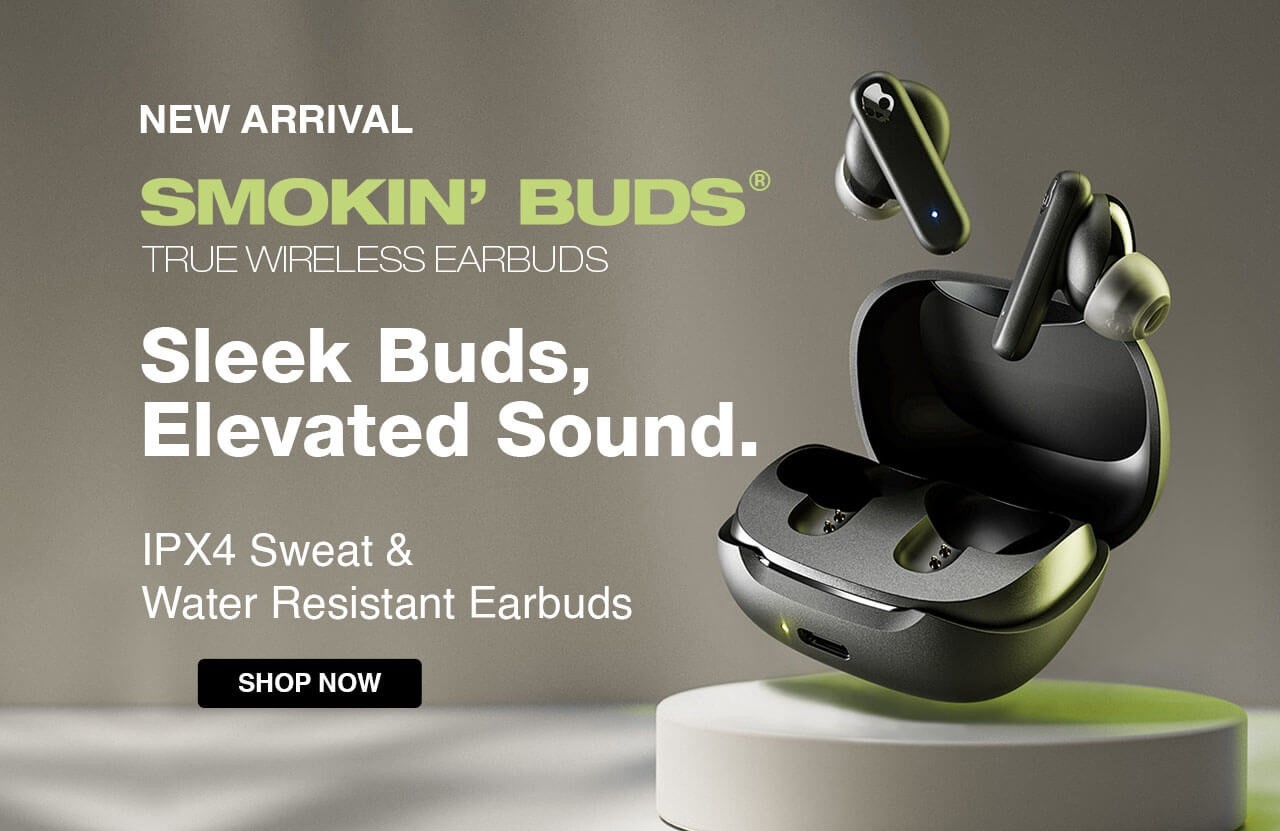 NEW ARRIVAL
SMOKIN’ BUDS®
TRUE WIRELESS EARBUDS
Sleek Buds,
Elevated Sound.
IPX4 Sweat &
Water Resistant Earbuds
SHOP NOW